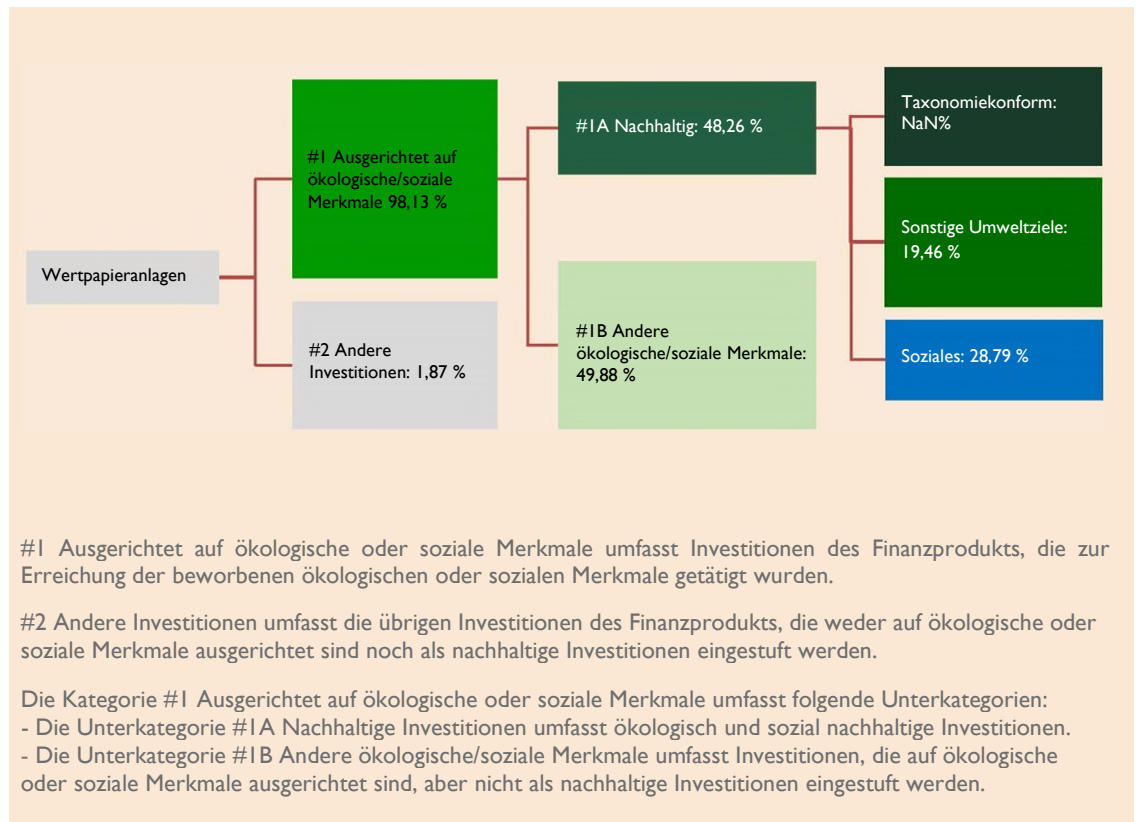 Wertpapieranlagen
#1 Ausgerichtet auf
ökologische/soziale
Merkmale 98,13 %
#2 Andere
Investitionen: 1,87 %
#1A Nachhaltig: 48,26 %
#1B Andere
ökologische/soziale Merkmale:
49,88 %
Taxonomiekonform:
NaN%
Sonstige Umweltziele:
19,46 %
Soziales: 28,79 %
#1 Ausgerichtet auf ökologische oder soziale Merkmale umfasst Investitionen des Finanzprodukts, die zur
Erreichung der beworbenen ökologischen oder sozialen Merkmale getätigt wurden.
#2 Andere Investitionen umfasst die übrigen Investitionen des Finanzprodukts, die weder auf ökologische oder
soziale Merkmale ausgerichtet sind noch als nachhaltige Investitionen eingestuft werden.
Die Kategorie #1 Ausgerichtet auf ökologische oder soziale Merkmale umfasst folgende Unterkategorien:
- Die Unterkategorie #1A Nachhaltige Investitionen umfasst ökologisch und sozial nachhaltige Investitionen.
- Die Unterkategorie #1B Andere ökologische/soziale Merkmale umfasst Investitionen, die auf ökologische
oder soziale Merkmale ausgerichtet sind, aber nicht als nachhaltige Investitionen eingestuft werden.